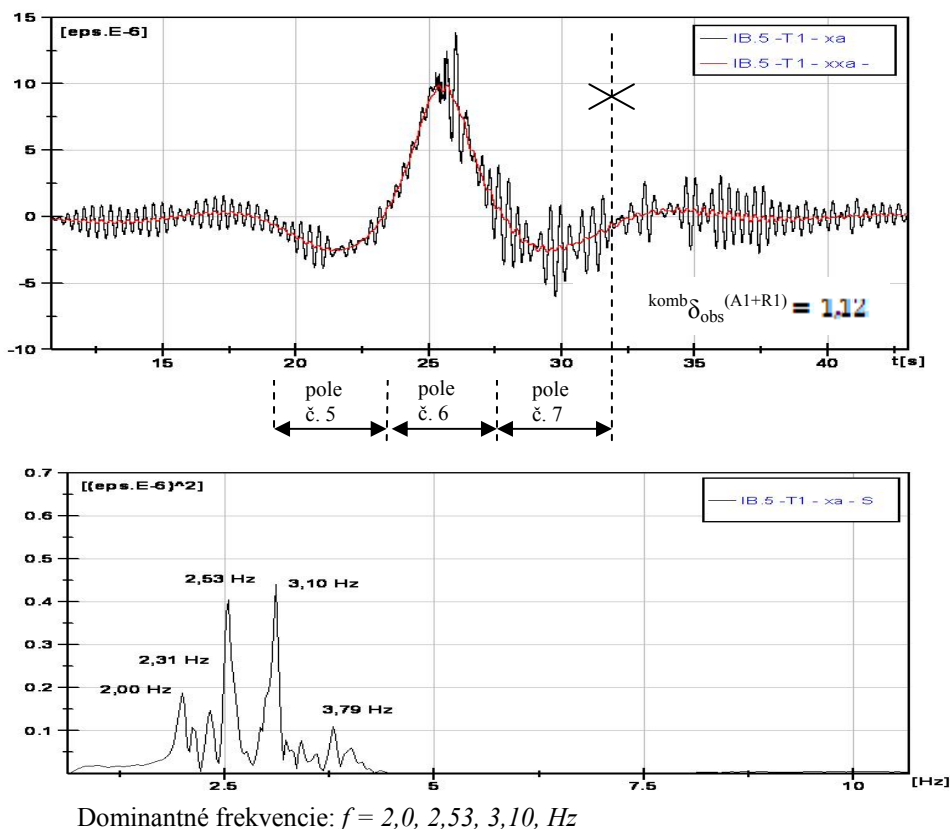 15
[eps.E-6]
IB.5 -T1 - xa
IB.5 -T1 - xxa -
10
5
0
-5
komb δobs (A1+R1) = 1,12
-10
15 20 25 30 35 40 t[s]
pole č. 5
pole č. 6
pole č. 7
0.7
[(eps.E-6)^2]
IB.5 -T1 - xa - S
0.6
0.5
2,53 Hz
3,10 Hz
0.4
0.3
2,31 Hz
0.2
2,00 Hz
3,79 Hz
0.1
2.5 5 7.5 10 [Hz]
Dominantné frekvencie: f = 2,0, 2,53, 3,10, Hz